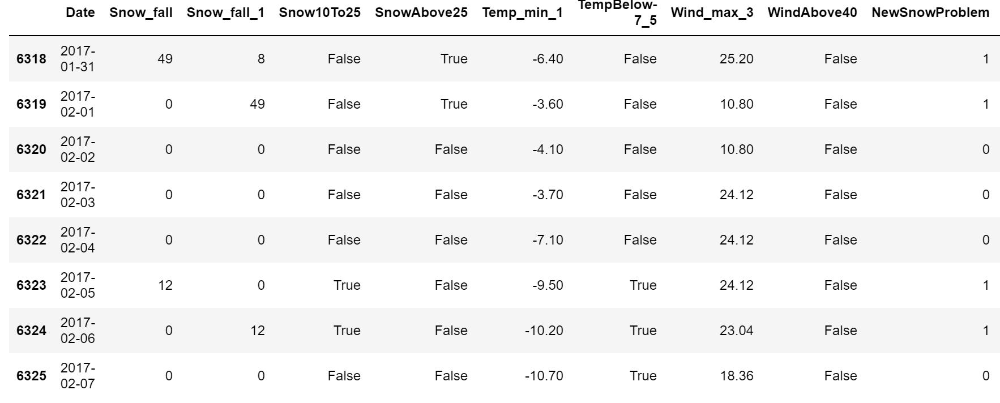 Date Snow_fall Snow_fall_1 Snow10To25 SnowAbove25 Temp_min_1 TempBelow-7_5 Wind_max_3 WindAbove40 NewSnowProblem
6318 2017-01-31 49 8 False True -6.40 False 25.20 False 1
6319 2017-02-01 0 49 False True -3.60 False 10.80 False 1
6320 2017-02-02 0 0 False False -4.10 False 10.80 False 0
6321 2017-02-03 0 0 False False -3.70 False 24.12 False 0
6322 2017-02-04 0 0 False False -7.10 False 24.12 False 0
6323 2017-02-05 12 0 True False -9.50 True 24.12 False 1
6324 2017-02-06 0 12 True False -10.20 True 23.04 False 1
6325 2017-02-07 0 0 False False -10.70 True 18.36 False 0